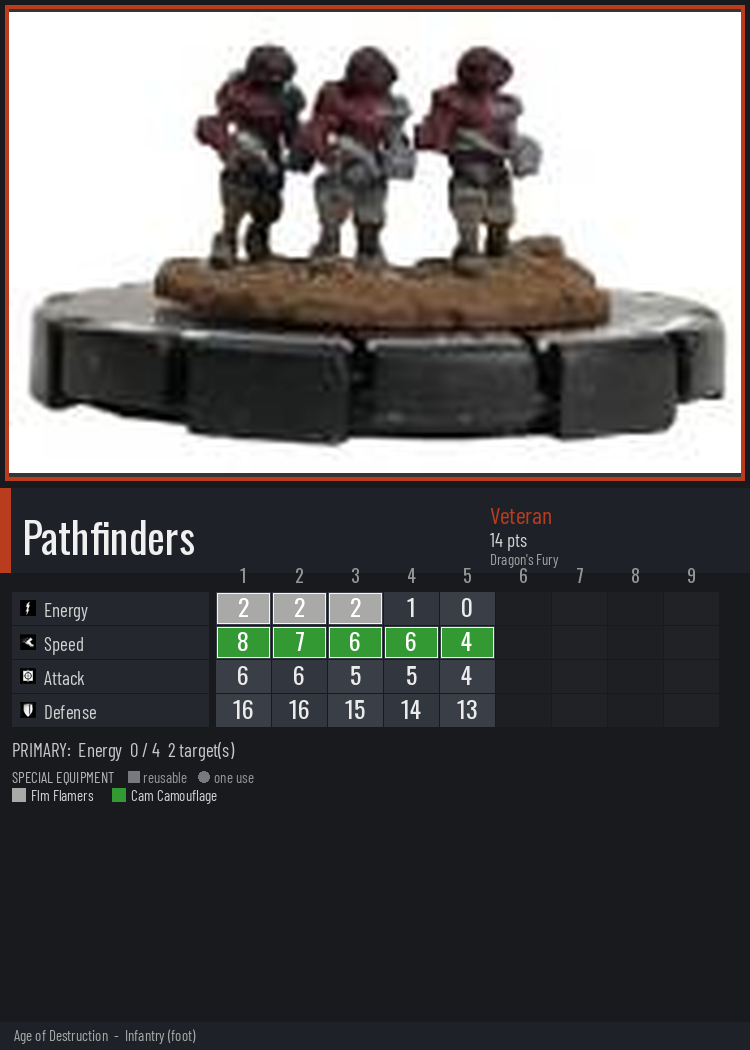 Pathfinders
Veteran
14 pts
Dragon's Fury
1 2 3 4 5 6 7 8 9
Energy 2 2 2 1 0
Speed 8 7 6 6 4
Attack 6 6 5 5 4
Defense 16 16 15 14 13
PRIMARY: Energy 0 / 4 2 target(s)
SPECIAL EQUIPMENT reusable one use
Flm Flamers Cam Camouflage
Age of Destruction - Infantry (foot)